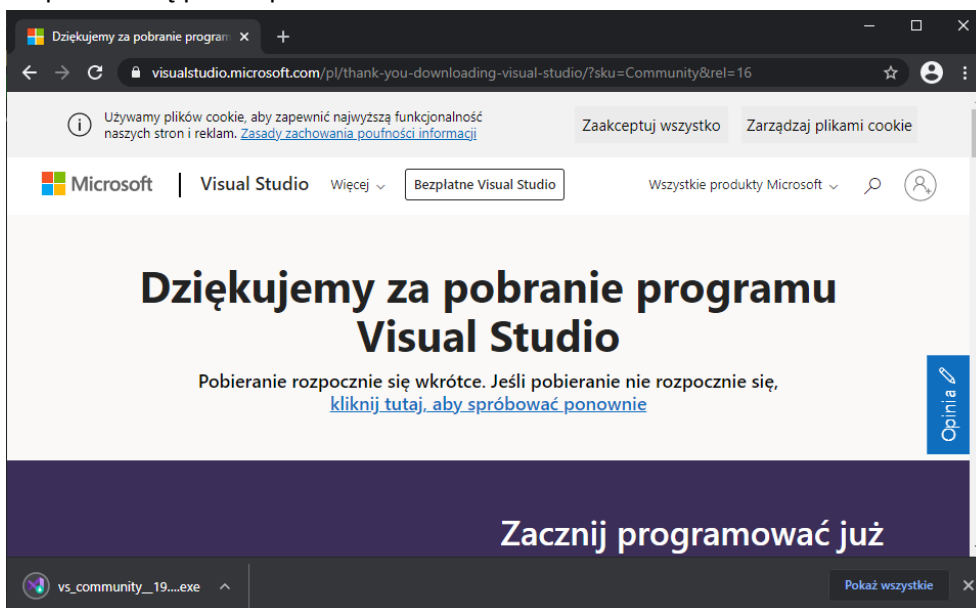 Dziękujemy za pobranie program
visualstudio.microsoft.com/pl/thank-you-downloading-visual-studio/?sku=Community&rel=16
Używamy plików cookie, aby zapewnić najwyższą funkcjonalność
naszych stron i reklam. Zasady zachowania poufności informacji
Zaakceptuj wszystko
Zarządzaj plikami cookie
Microsoft
Visual Studio
Więcej
Bezpłatne Visual Studio
Wszystkie produkty Microsoft
Dziękujemy za pobranie programu
Visual Studio
Pobieranie rozpocznie się wkrótce. Jeśli pobieranie nie rozpocznie się,
kliknij tutaj, aby spróbować ponownie
Opinia
Zacznij programować już
vs_community__19....exe
Pokaż wszystkie